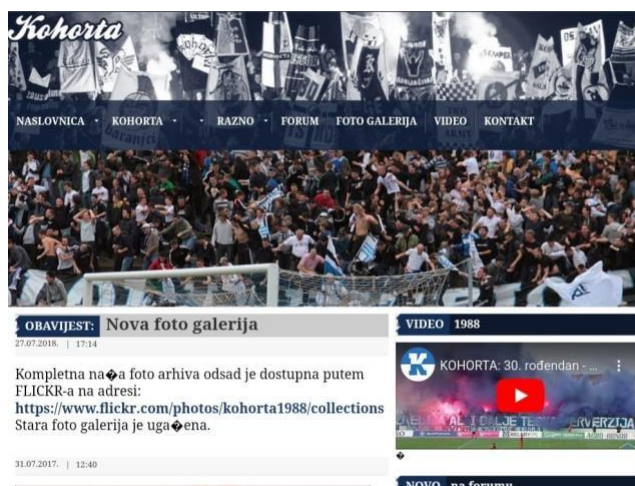 Kohorta
NASLOVNICA KOHORTA RAZNO FORUM FOTO GALERIJA VIDEO KONTAKT
OBAVIJEST: Nova foto galerija
27.07.2018. | 17:14
Kompletna na�a foto arhiva odsad je dostupna putem
FLICKR-a na adresi:
https://www.flickr.com/photos/kohorta1988/collections
Stara foto galerija je uga�ena.
31.07.2017. | 12:40
VIDEO 1988
KOHORTA: 30. rođendan - ...
�
NOVO na forumu